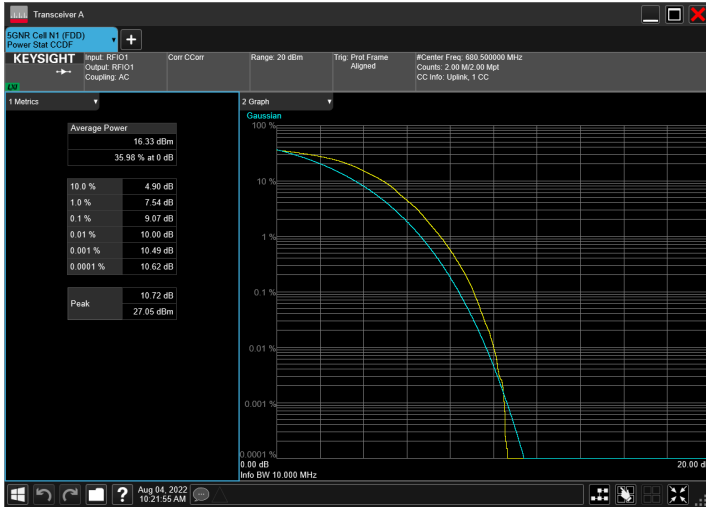 Transceiver A
5GNR Cell N1 (FDD)
Power Stat CCDF
KEYSIGHT
Input: RFIO1
Output: RFIO1
Coupling: AC
Corr CCorr
Range: 20 dBm
Trig: Prot Frame
Aligned
#Center Freq: 680.500000 MHz
Counts: 2.00 M/2.00 Mpt
CC Info: Uplink, 1 CC
LXI
1 Metrics
Average Power
16.33 dBm
35.98 % at 0 dB
10.0 % 4.90 dB
1.0 % 7.54 dB
0.1 % 9.07 dB
0.01 % 10.00 dB
0.001 % 10.49 dB
0.0001 % 10.62 dB
Peak
10.72 dB
27.05 dBm
2 Graph
Gaussian
100 %
10 %
1 %
0.1 %
0.01 %
0.001 %
0.0001 %
0.00 dB
20.00 d
Info BW 10.000 MHz
Aug 04, 2022
10:21:55 AM